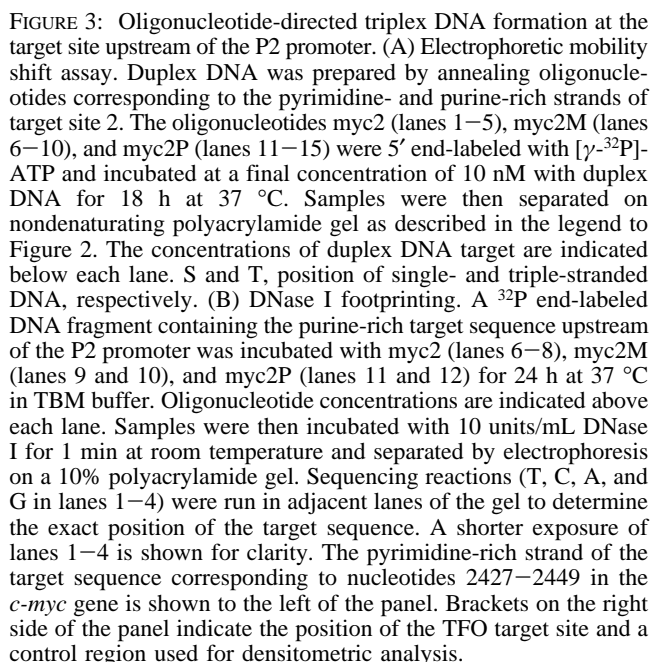 FIGURE 3: Oligonucleotide-directed triplex DNA formation at the
target site upstream of the P2 promoter. (A) Electrophoretic mobility
shift assay. Duplex DNA was prepared by annealing oligonucle-
otides corresponding to the pyrimidine- and purine-rich strands of
target site 2. The oligonucleotides myc2 (lanes 1−5), myc2M (lanes
6−10), and myc2P (lanes 11−15) were 5′ end-labeled with [γ-³²P]-
ATP and incubated at a final concentration of 10 nM with duplex
DNA for 18 h at 37 °C. Samples were then separated on
nondenaturating polyacrylamide gel as described in the legend to
Figure 2. The concentrations of duplex DNA target are indicated
below each lane. S and T, position of single- and triple-stranded
DNA, respectively. (B) DNase I footprinting. A ³²P end-labeled
DNA fragment containing the purine-rich target sequence upstream
of the P2 promoter was incubated with myc2 (lanes 6−8), myc2M
(lanes 9 and 10), and myc2P (lanes 11 and 12) for 24 h at 37 °C
in TBM buffer. Oligonucleotide concentrations are indicated above
each lane. Samples were then incubated with 10 units/mL DNase
I for 1 min at room temperature and separated by electrophoresis
on a 10% polyacrylamide gel. Sequencing reactions (T, C, A, and
G in lanes 1−4) were run in adjacent lanes of the gel to determine
the exact position of the target sequence. A shorter exposure of
lanes 1−4 is shown for clarity. The pyrimidine-rich strand of the
target sequence corresponding to nucleotides 2427−2449 in the
c-myc gene is shown to the left of the panel. Brackets on the right
side of the panel indicate the position of the TFO target site and a
control region used for densitometric analysis.